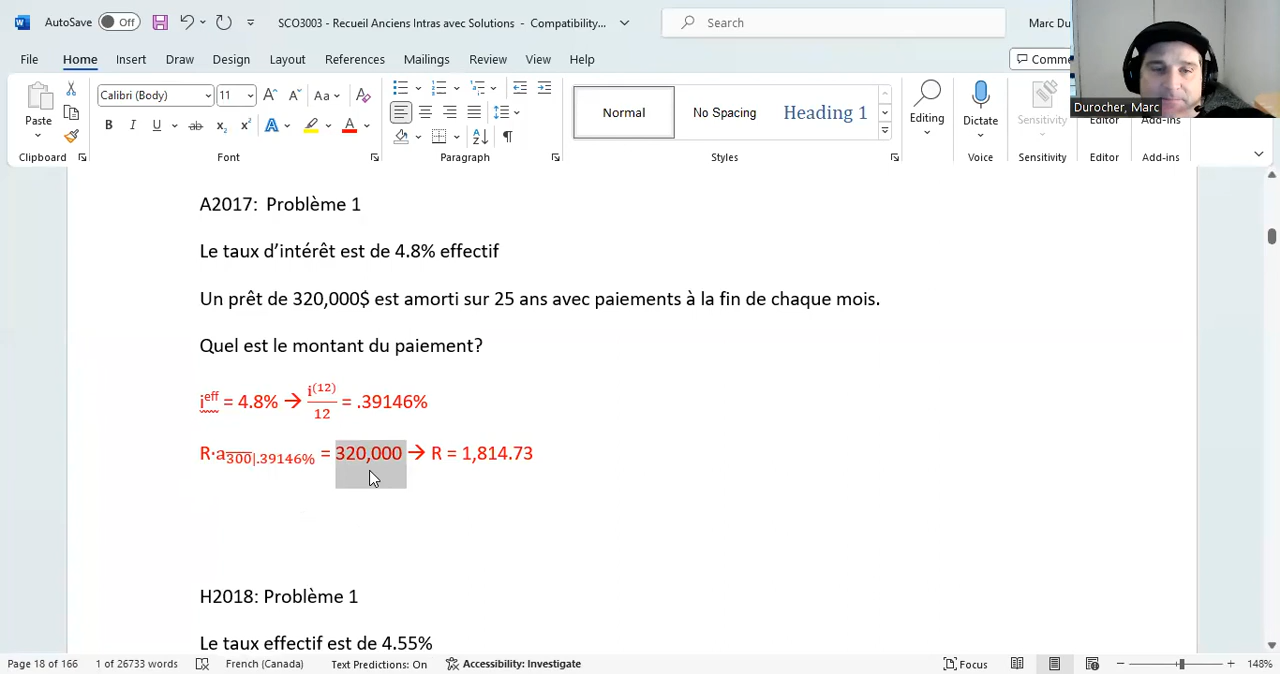 AutoSave Off SCO3003 - Recueil Anciens Intras avec Solutions - Compatibility... Search Marc Du
File Home Insert Draw Design Layout References Mailings Review View Help Comme
Durocher, Marc
Calibri (Body) 11 Aa
Paste Normal No Spacing Heading 1 Editing Dictate Sensitivity Editor Add-ins
B I U ab x₂ x² A A
Clipboard Font Paragraph Styles Voice Sensitivity Editor Add-ins
A2017: Problème 1
Le taux d’intérêt est de 4.8% effectif
Un prêt de 320,000$ est amorti sur 25 ans avec paiements à la fin de chaque mois.
Quel est le montant du paiement?
i^eff = 4.8% → i^(12)/12 = .39146%
R·a_300|.39146% = 320,000 → R = 1,814.73
H2018: Problème 1
Le taux effectif est de 4.55%
Page 18 of 166 1 of 26733 words French (Canada) Text Predictions: On Accessibility: Investigate Focus 148%